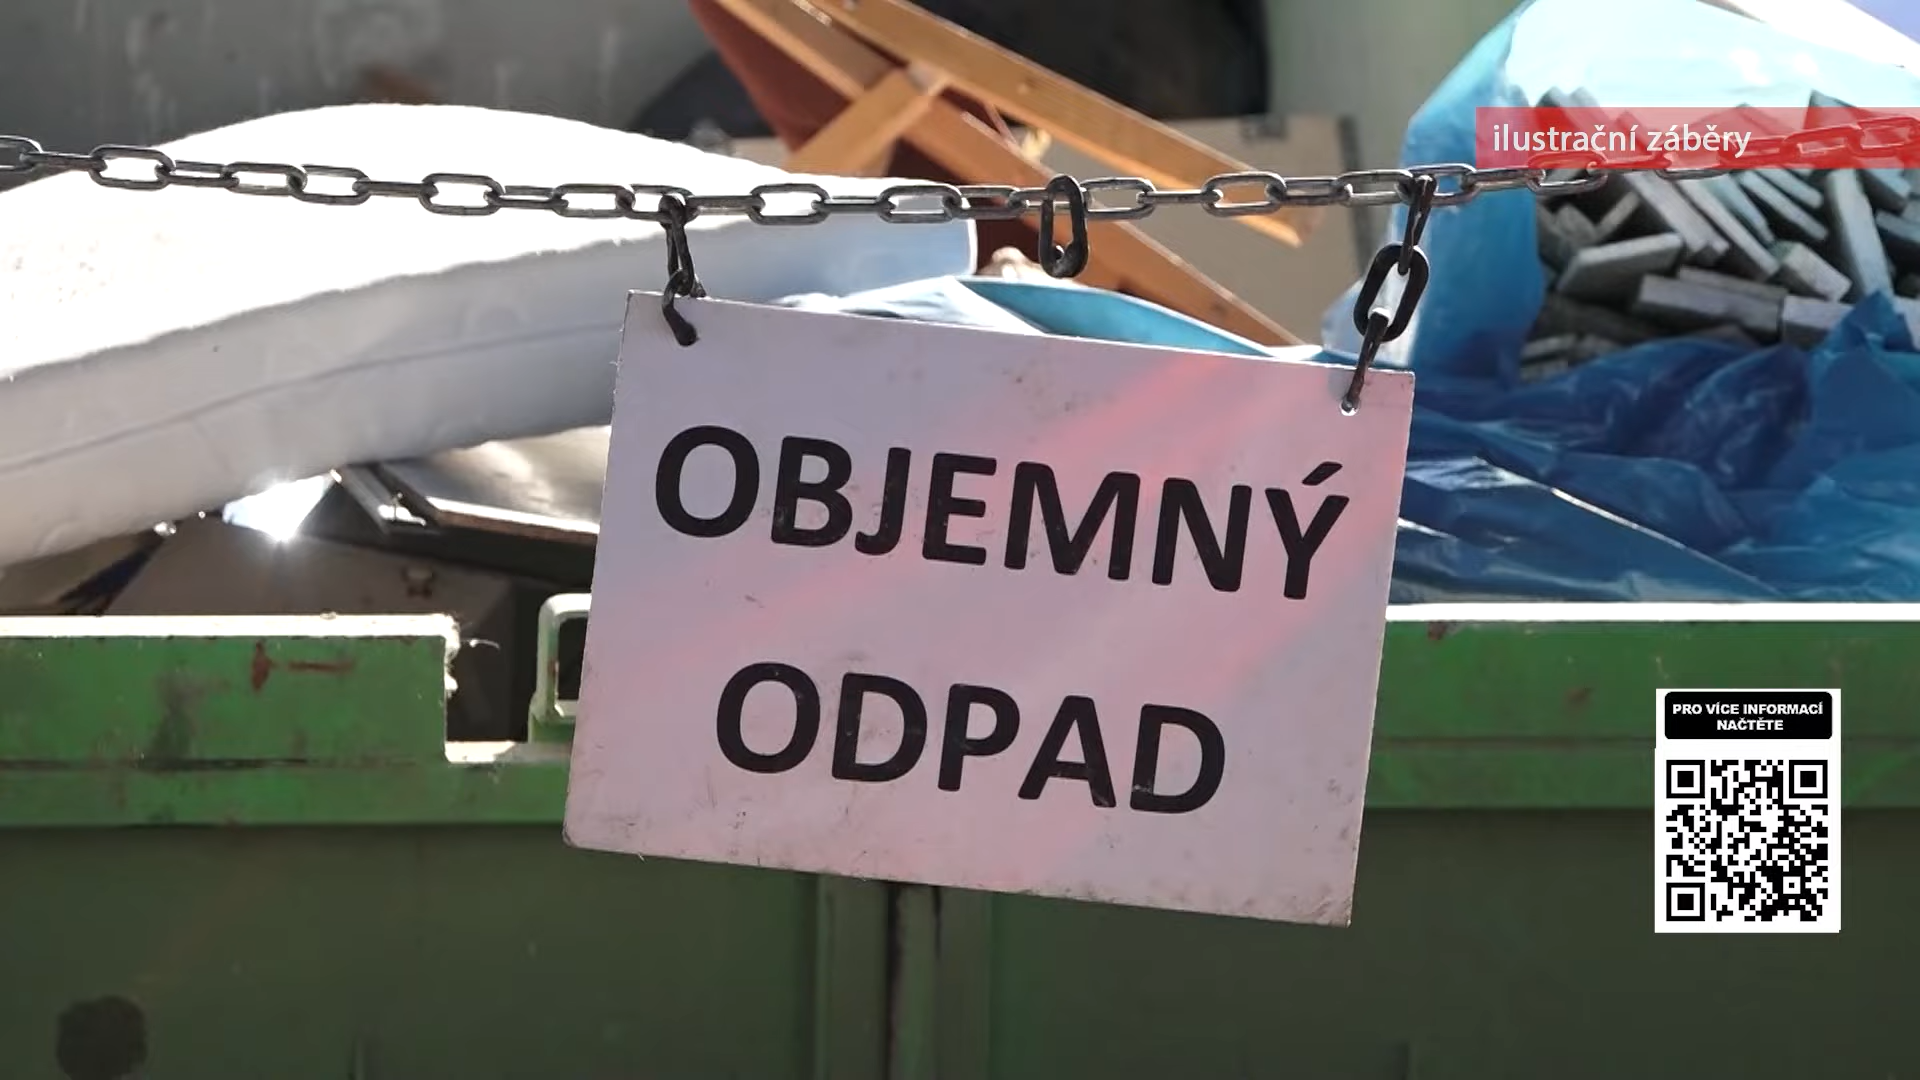 ilustrační záběry
OBJEMNÝ
ODPAD
PRO VÍCE INFORMACÍ
NAČTĚTE